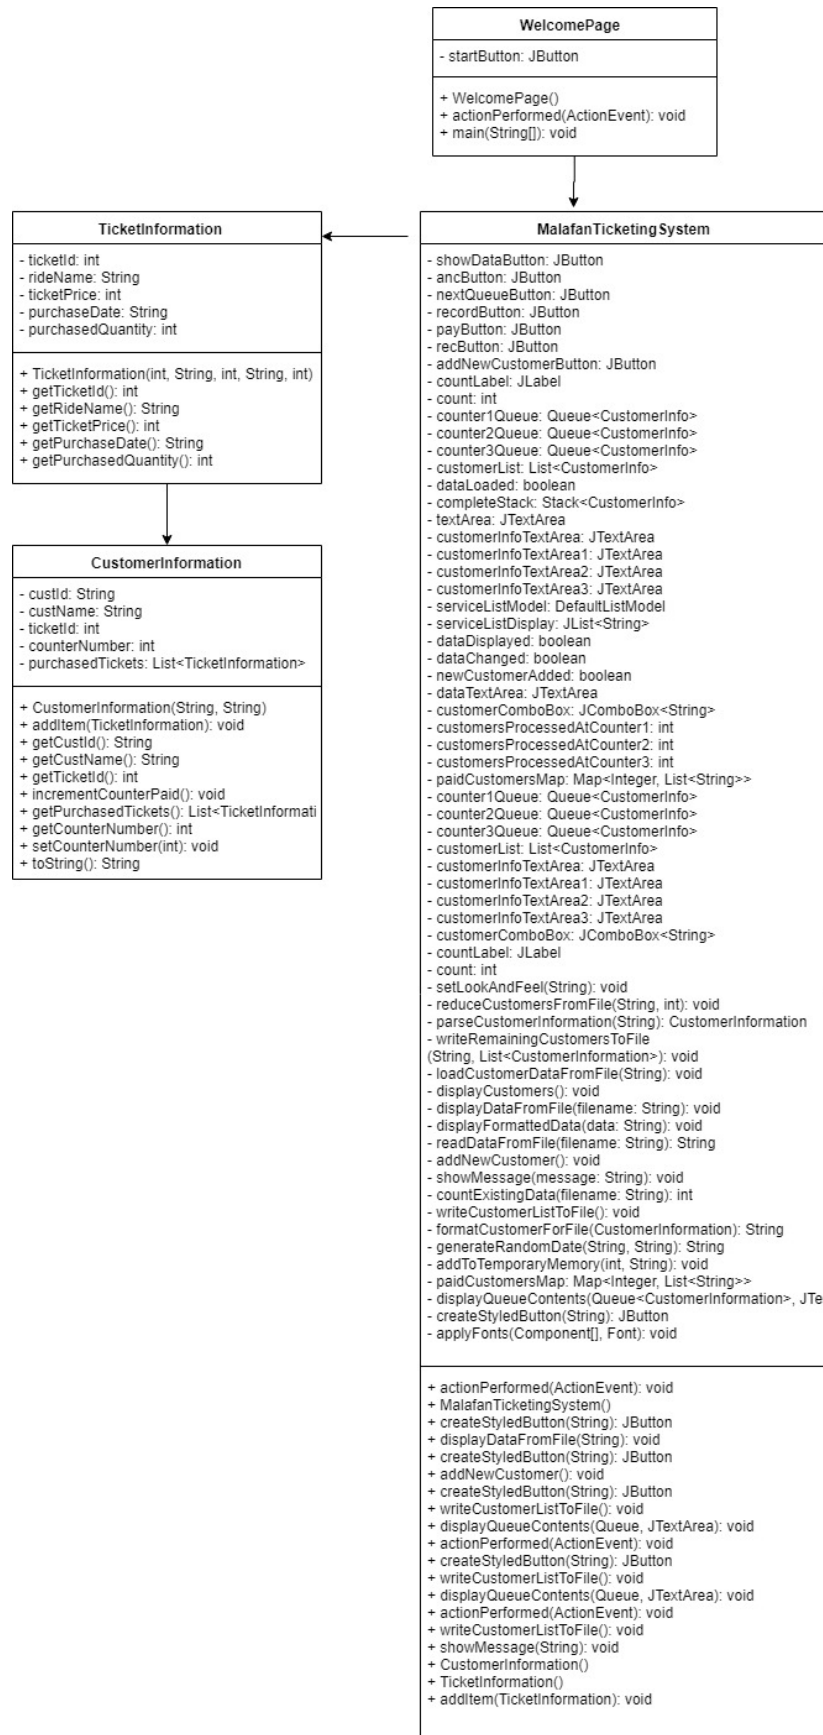 WelcomePage
- startButton: JButton
+ WelcomePage()
+ actionPerformed(ActionEvent): void
+ main(String[]): void
TicketInformation
- ticketId: int
- rideName: String
- ticketPrice: int
- purchaseDate: String
- purchasedQuantity: int
+ TicketInformation(int, String, int, String, int)
+ getTicketId(): int
+ getRideName(): String
+ getTicketPrice(): int
+ getPurchaseDate(): String
+ getPurchasedQuantity(): int
CustomerInformation
- custId: String
- custName: String
- ticketId: int
- counterNumber: int
- purchasedTickets: List<TicketInformation>
+ CustomerInformation(String, String)
+ addItem(TicketInformation): void
+ getCustId(): String
+ getCustName(): String
+ getTicketId(): int
+ incrementCounterPaid(): void
+ getPurchasedTickets(): List<TicketInformati
+ getCounterNumber(): int
+ setCounterNumber(int): void
+ toString(): String
MalafanTicketingSystem
- showDataButton: JButton
- ancButton: JButton
- nextQueueButton: JButton
- recordButton: JButton
- payButton: JButton
- recButton: JButton
- addNewCustomerButton: JButton
- countLabel: JLabel
- count: int
- counter1Queue: Queue<CustomerInfo>
- counter2Queue: Queue<CustomerInfo>
- counter3Queue: Queue<CustomerInfo>
- customerList: List<CustomerInfo>
- dataLoaded: boolean
- completeStack: Stack<CustomerInfo>
- textArea: JTextArea
- customerInfoTextArea: JTextArea
- customerInfoTextArea1: JTextArea
- customerInfoTextArea2: JTextArea
- customerInfoTextArea3: JTextArea
- serviceListModel: DefaultListModel
- serviceListDisplay: JList<String>
- dataDisplayed: boolean
- dataChanged: boolean
- newCustomerAdded: boolean
- dataTextArea: JTextArea
- customerComboBox: JComboBox<String>
- customersProcessedAtCounter1: int
- customersProcessedAtCounter2: int
- customersProcessedAtCounter3: int
- paidCustomersMap: Map<Integer, List<String>>
- counter1Queue: Queue<CustomerInfo>
- counter2Queue: Queue<CustomerInfo>
- counter3Queue: Queue<CustomerInfo>
- customerList: List<CustomerInfo>
- customerInfoTextArea: JTextArea
- customerInfoTextArea1: JTextArea
- customerInfoTextArea2: JTextArea
- customerInfoTextArea3: JTextArea
- customerComboBox: JComboBox<String>
- countLabel: JLabel
- count: int
- setLookAndFeel(String): void
- reduceCustomersFromFile(String, int): void
- parseCustomerInformation(String): CustomerInformation
- writeRemainingCustomersToFile
(String, List<CustomerInformation>): void
- loadCustomerDataFromFile(String): void
- displayCustomers(): void
- displayDataFromFile(filename: String): void
- displayFormattedData(data: String): void
- readDataFromFile(filename: String): String
- addNewCustomer(): void
- showMessage(message: String): void
- countExistingData(filename: String): int
- writeCustomerListToFile(): void
- formatCustomerForFile(CustomerInformation): String
- generateRandomDate(String, String): String
- addToTemporaryMemory(int, String): void
- paidCustomersMap: Map<Integer, List<String>>
- displayQueueContents(Queue<CustomerInformation>, JTe
- createStyledButton(String): JButton
- applyFonts(Component[], Font): void
+ actionPerformed(ActionEvent): void
+ MalafanTicketingSystem()
+ createStyledButton(String): JButton
+ displayDataFromFile(String): void
+ createStyledButton(String): JButton
+ addNewCustomer(): void
+ createStyledButton(String): JButton
+ writeCustomerListToFile(): void
+ displayQueueContents(Queue, JTextArea): void
+ actionPerformed(ActionEvent): void
+ createStyledButton(String): JButton
+ writeCustomerListToFile(): void
+ displayQueueContents(Queue, JTextArea): void
+ actionPerformed(ActionEvent): void
+ writeCustomerListToFile(): void
+ showMessage(String): void
+ CustomerInformation()
+ TicketInformation()
+ addItem(TicketInformation): void